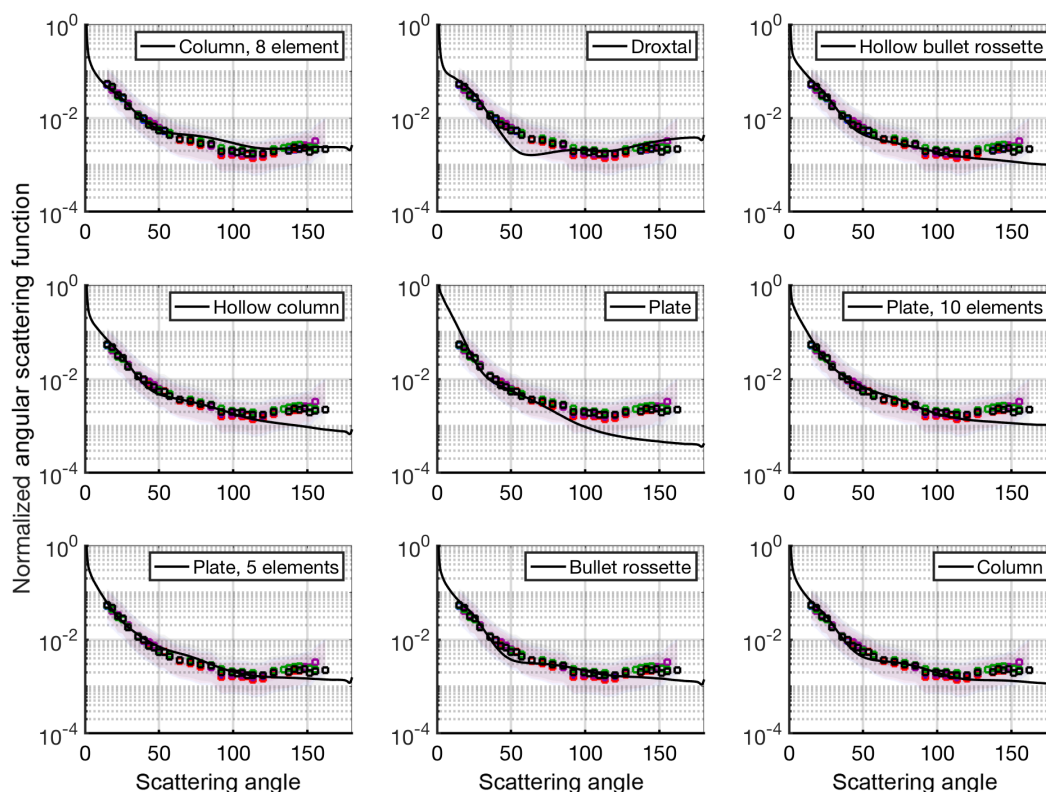 Normalized angular scattering function
10^0
10^-2
10^-4
0 50 100 150
Column, 8 element
10^0
10^-2
10^-4
0 50 100 150
Droxtal
10^0
10^-2
10^-4
0 50 100 150
Hollow bullet rossette
10^0
10^-2
10^-4
0 50 100 150
Hollow column
10^0
10^-2
10^-4
0 50 100 150
Plate
10^0
10^-2
10^-4
0 50 100 150
Plate, 10 elements
10^0
10^-2
10^-4
0 50 100 150
Plate, 5 elements
Scattering angle
10^0
10^-2
10^-4
0 50 100 150
Bullet rossette
Scattering angle
10^0
10^-2
10^-4
0 50 100 150
Column
Scattering angle